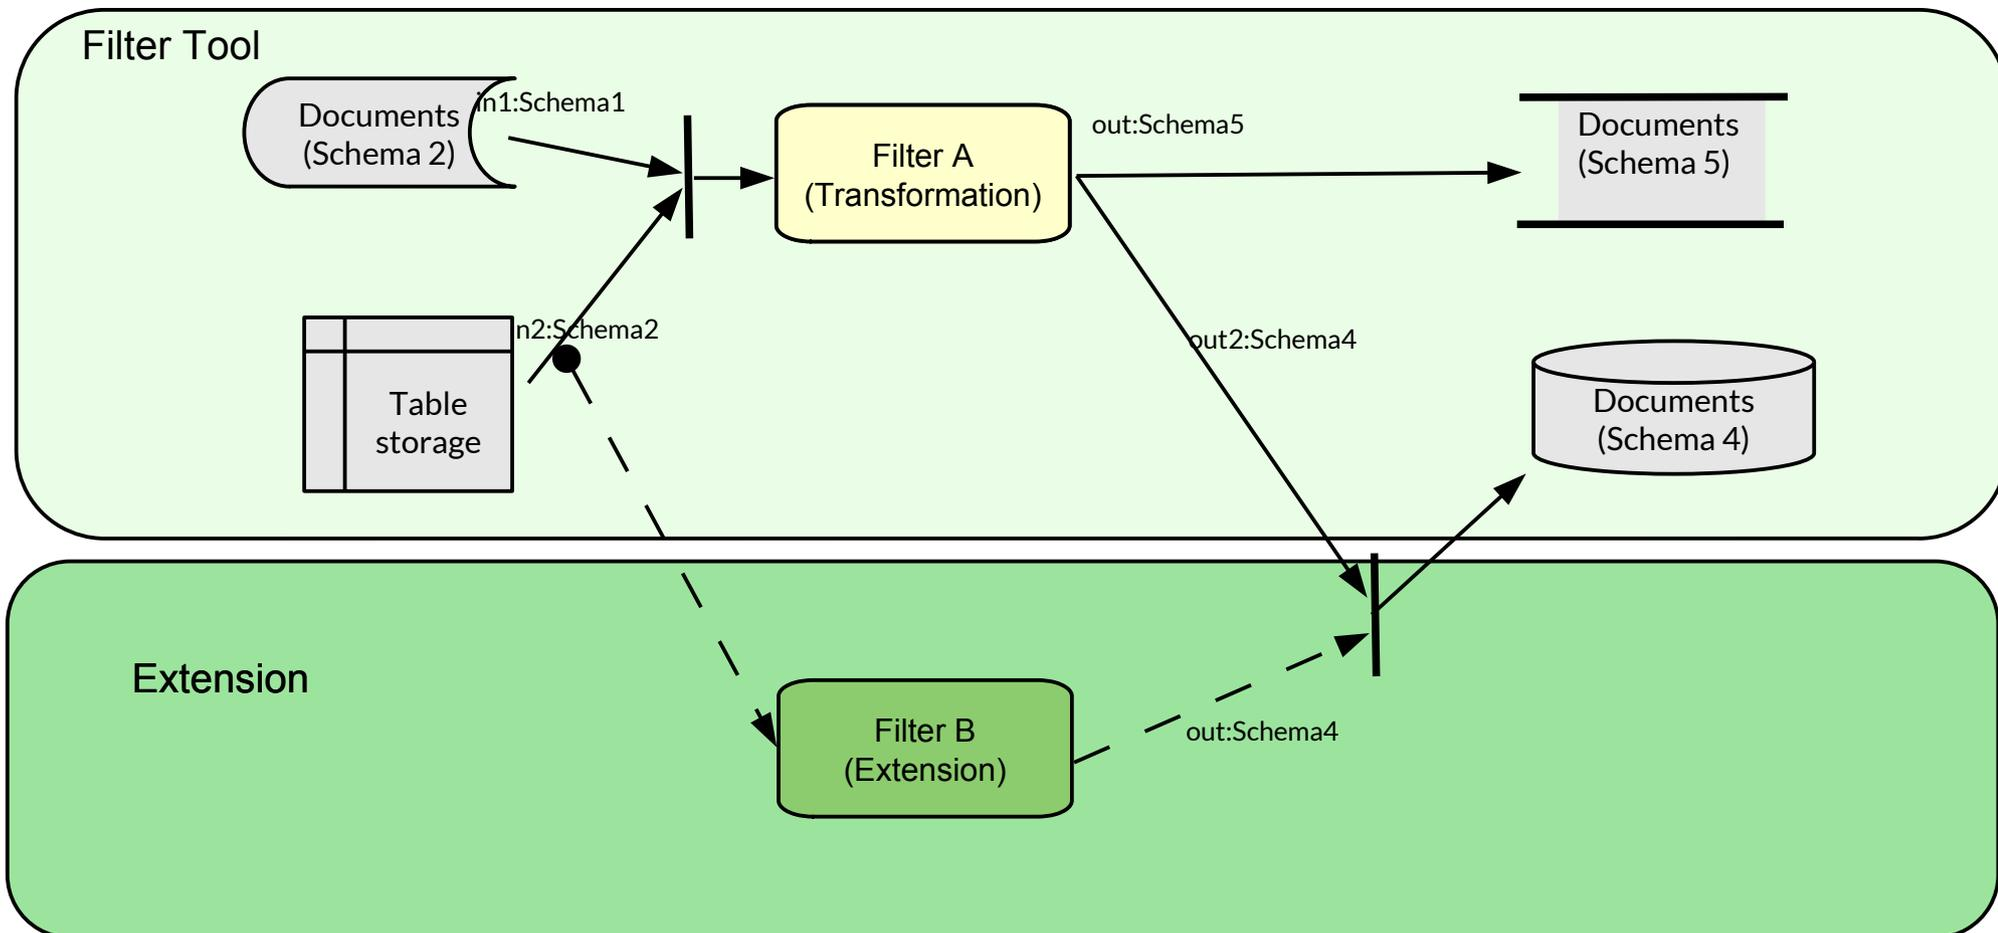 Filter Tool
Documents
(Schema 2)
in1:Schema1
Filter A
(Transformation)
out:Schema5
Documents
(Schema 5)
n2:Schema2
Table
storage
out2:Schema4
Documents
(Schema 4)
Extension
Filter B
(Extension)
out:Schema4